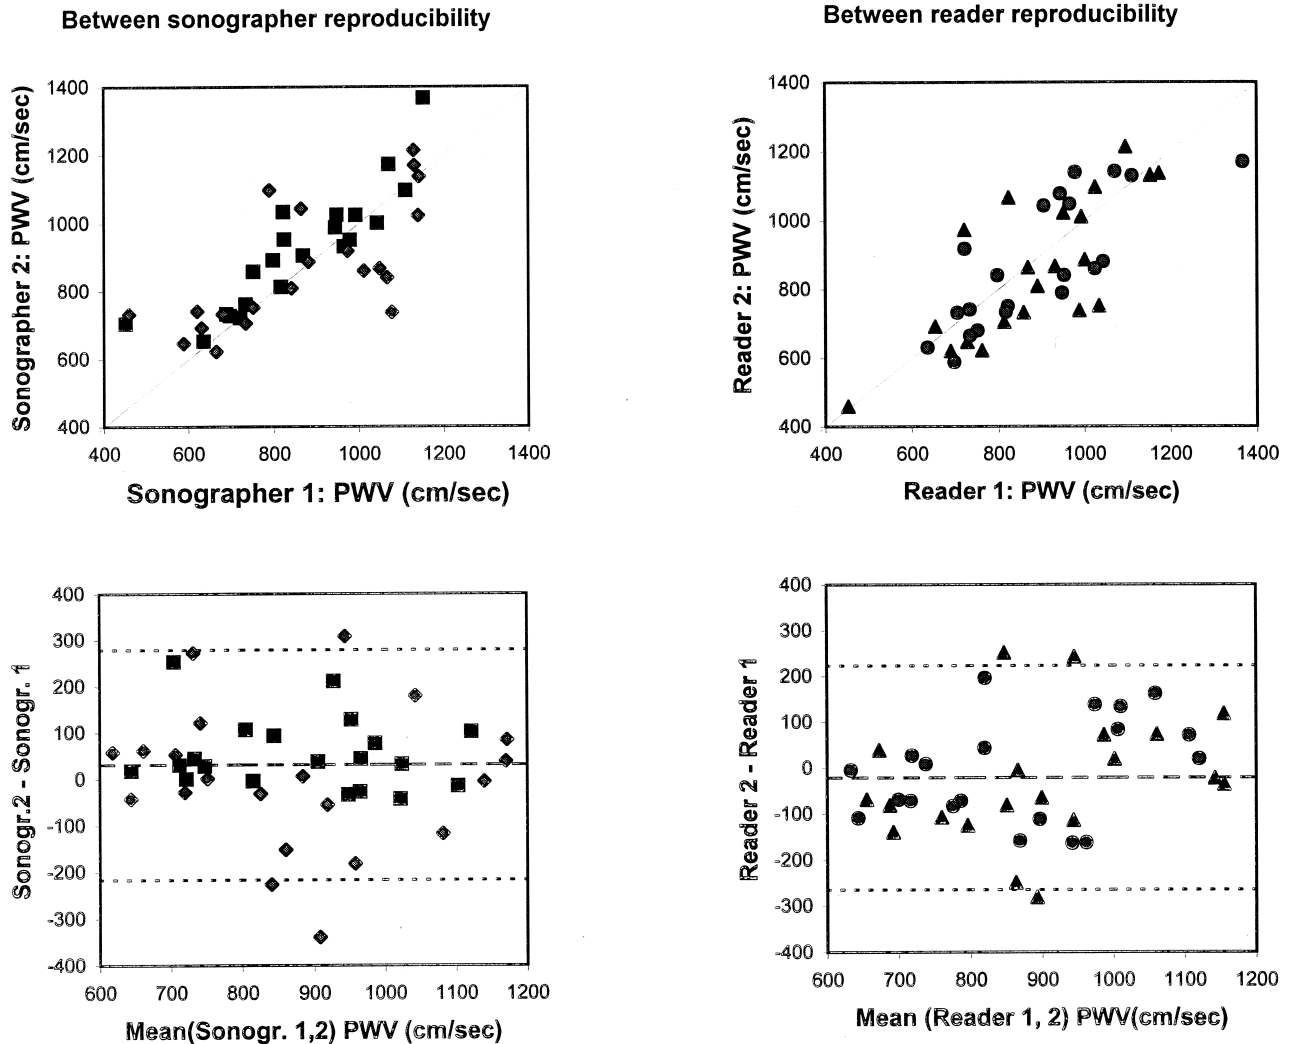 Between sonographer reproducibility
Between reader reproducibility
Sonographer 2: PWV (cm/sec)
1400
1200
1000
800
600
400
400 600 800 1000 1200 1400
Sonographer 1: PWV (cm/sec)
Reader 2: PWV (cm/sec)
1400
1200
1000
800
600
400
400 600 800 1000 1200 1400
Reader 1: PWV (cm/sec)
Sonogr.2 - Sonogr. 1
400
300
200
100
0
-100
-200
-300
-400
600 700 800 900 1000 1100 1200
Mean(Sonogr. 1,2) PWV (cm/sec)
Reader 2 - Reader 1
400
300
200
100
0
-100
-200
-300
-400
600 700 800 900 1000 1100 1200
Mean (Reader 1, 2) PWV(cm/sec)